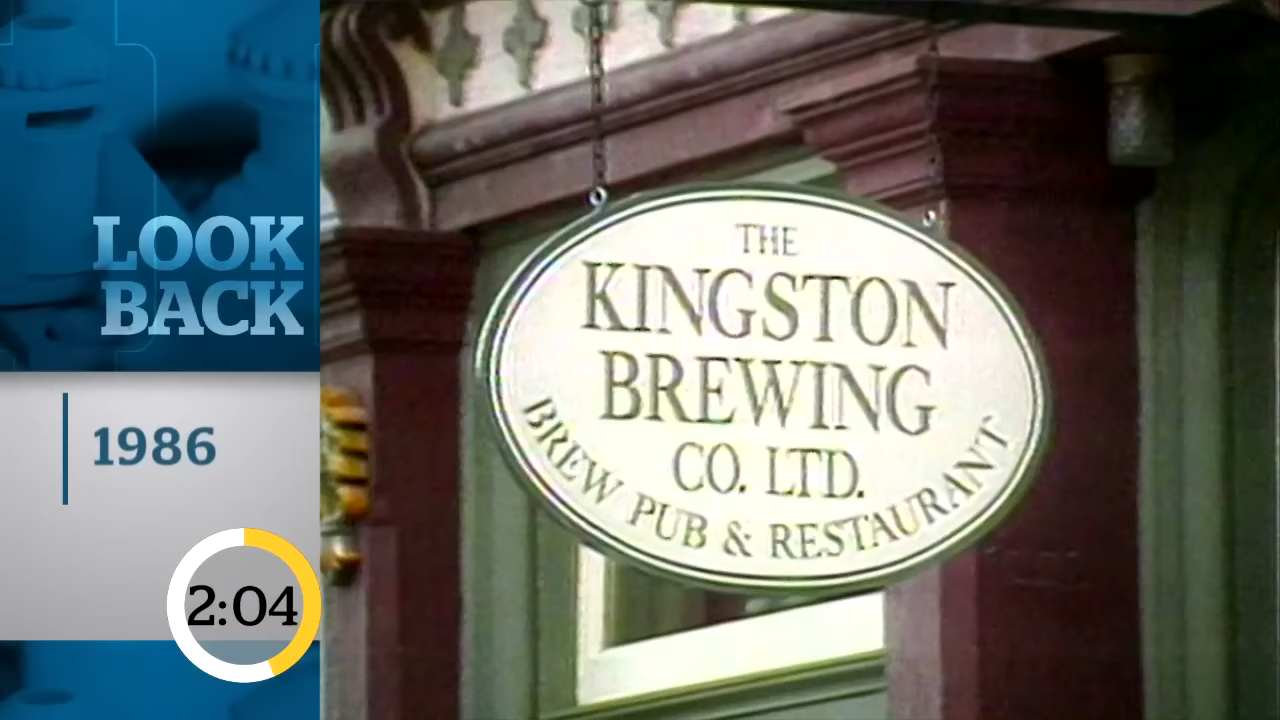 LOOK
BACK
1986
2:04
THE
KINGSTON
BREWING
CO. LTD.
BREW PUB & RESTAURANT